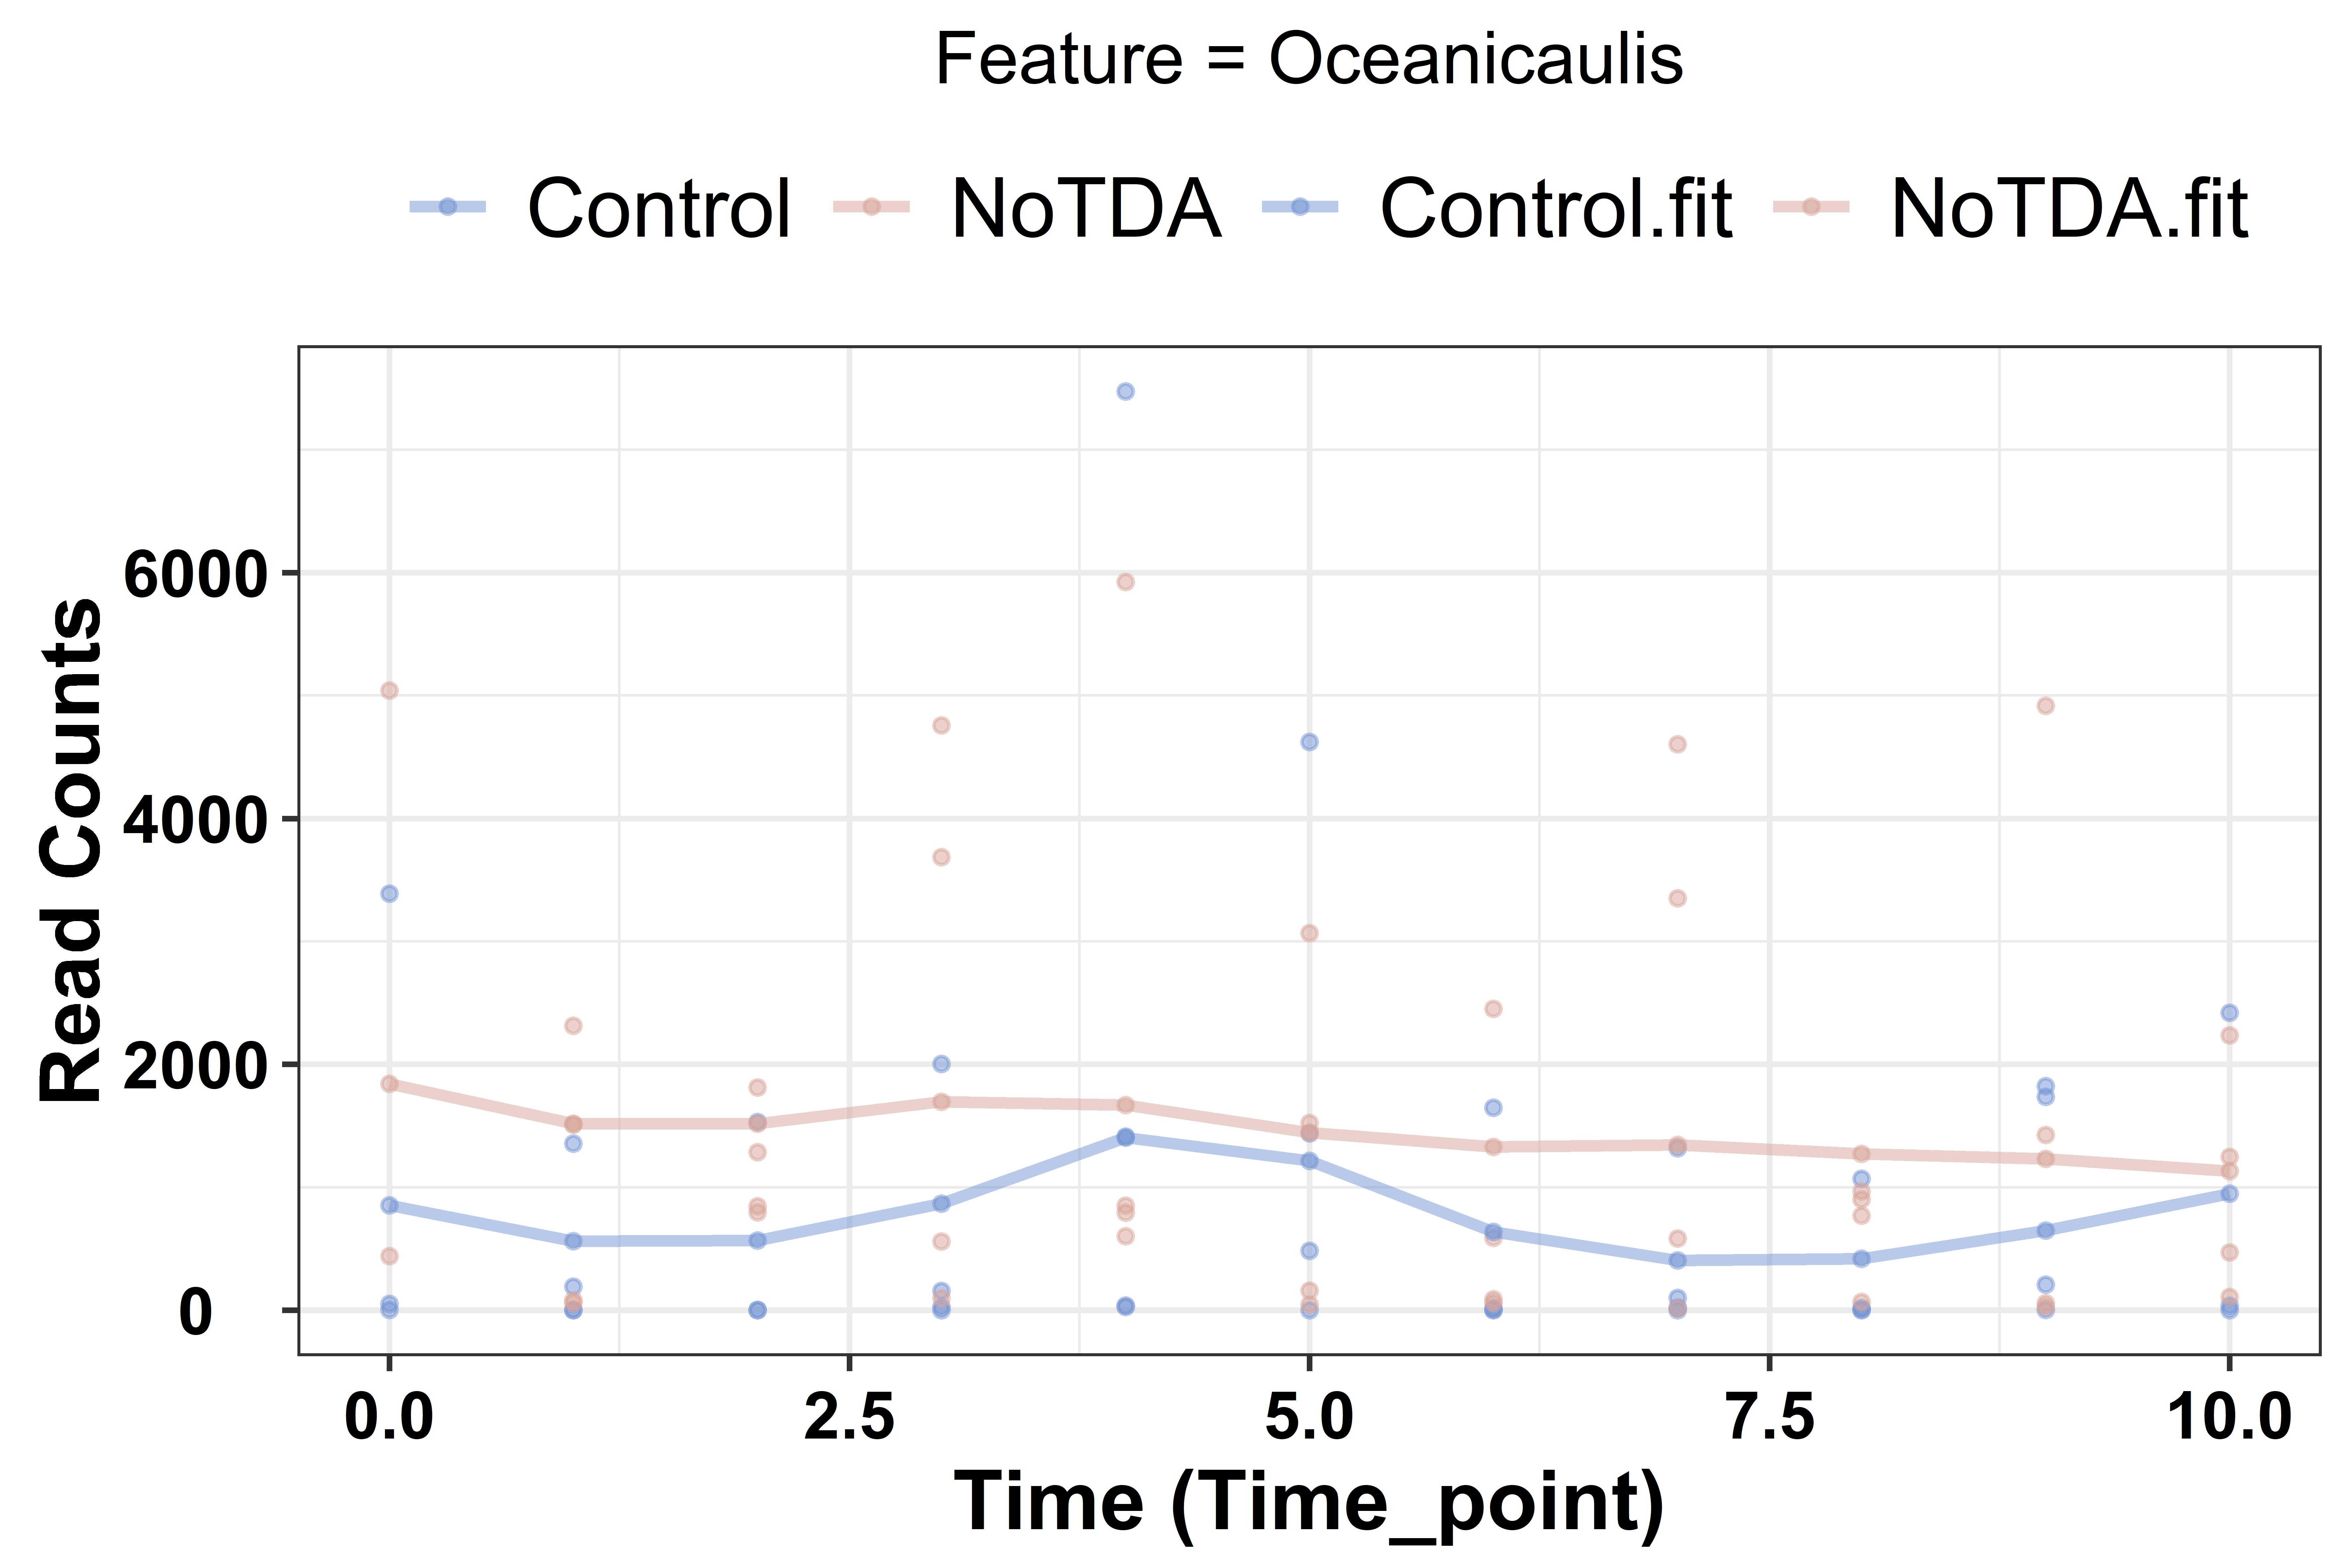 Feature = Oceanicaulis
Control NoTDA Control.fit NoTDA.fit
Read Counts
6000
4000
2000
0
0.0 2.5 5.0 7.5 10.0
Time (Time_point)